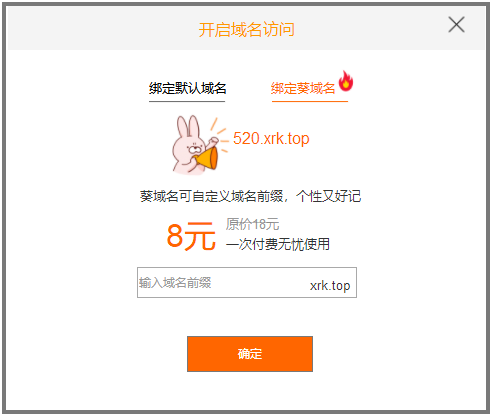 开启域名访问
绑定默认域名 绑定葵域名
520.xrk.top
葵域名可自定义域名前缀，个性又好记
8元 原价18元
一次付费无忧使用
输入域名前缀 xrk.top
确定